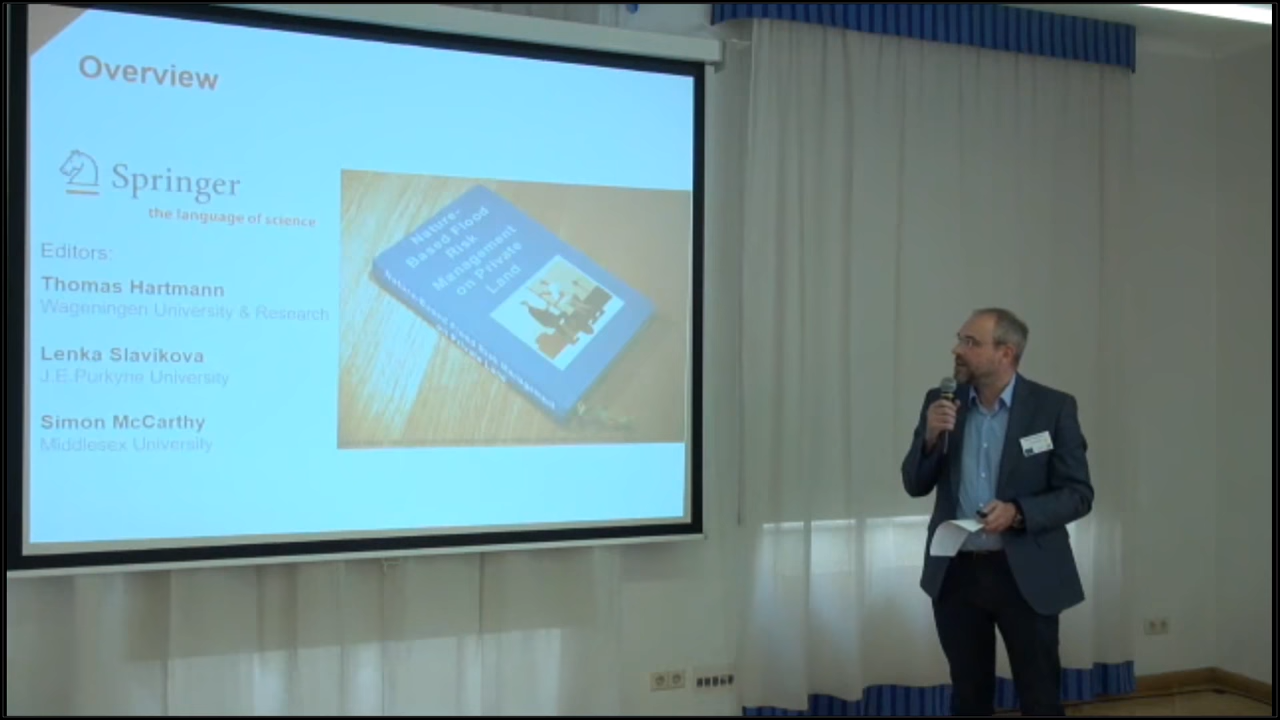 Overview
Springer
the language of science
Editors:
Thomas Hartmann
Wageningen University & Research
Lenka Slavikova
J.E.Purkyne University
Simon McCarthy
Middlesex University
Nature-
Based Flood
Risk
Management
on Private
Land